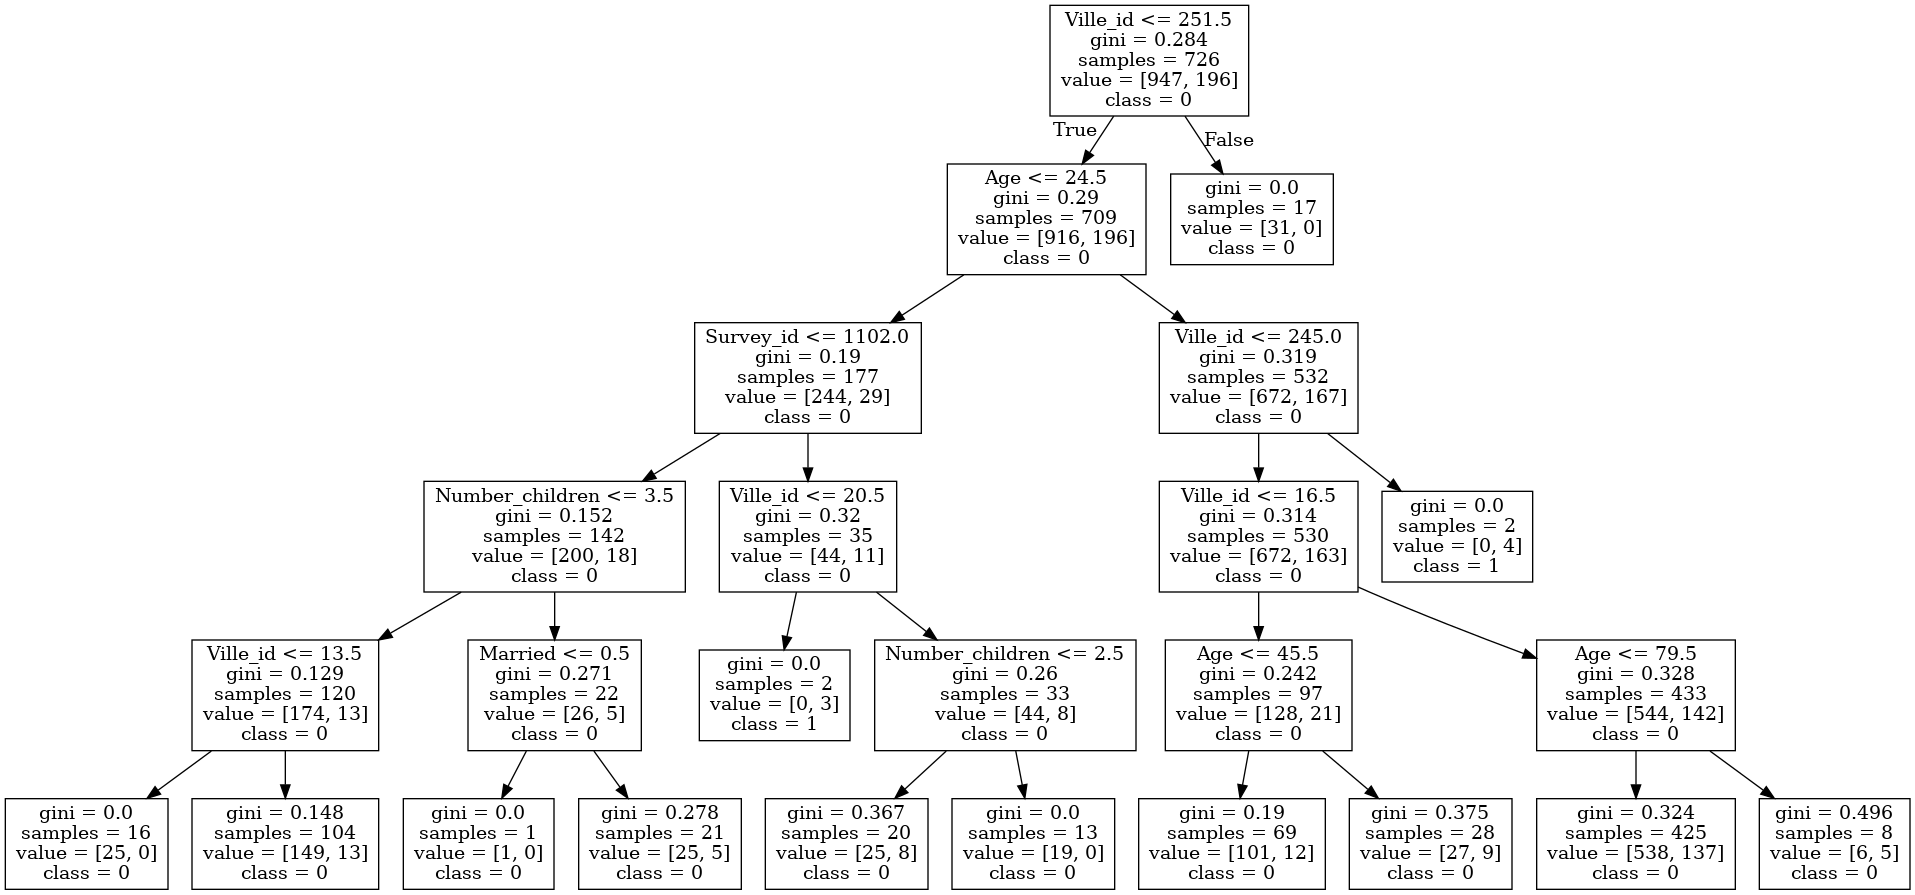 Ville_id <= 251.5
gini = 0.284
samples = 726
value = [947, 196]
class = 0
True
False
Age <= 24.5
gini = 0.29
samples = 709
value = [916, 196]
class = 0
gini = 0.0
samples = 17
value = [31, 0]
class = 0
Survey_id <= 1102.0
gini = 0.19
samples = 177
value = [244, 29]
class = 0
Ville_id <= 245.0
gini = 0.319
samples = 532
value = [672, 167]
class = 0
Number_children <= 3.5
gini = 0.152
samples = 142
value = [200, 18]
class = 0
Ville_id <= 20.5
gini = 0.32
samples = 35
value = [44, 11]
class = 0
Ville_id <= 16.5
gini = 0.314
samples = 530
value = [672, 163]
class = 0
gini = 0.0
samples = 2
value = [0, 4]
class = 1
Ville_id <= 13.5
gini = 0.129
samples = 120
value = [174, 13]
class = 0
Married <= 0.5
gini = 0.271
samples = 22
value = [26, 5]
class = 0
gini = 0.0
samples = 2
value = [0, 3]
class = 1
Number_children <= 2.5
gini = 0.26
samples = 33
value = [44, 8]
class = 0
Age <= 45.5
gini = 0.242
samples = 97
value = [128, 21]
class = 0
Age <= 79.5
gini = 0.328
samples = 433
value = [544, 142]
class = 0
gini = 0.0
samples = 16
value = [25, 0]
class = 0
gini = 0.148
samples = 104
value = [149, 13]
class = 0
gini = 0.0
samples = 1
value = [1, 0]
class = 0
gini = 0.278
samples = 21
value = [25, 5]
class = 0
gini = 0.367
samples = 20
value = [25, 8]
class = 0
gini = 0.0
samples = 13
value = [19, 0]
class = 0
gini = 0.19
samples = 69
value = [101, 12]
class = 0
gini = 0.375
samples = 28
value = [27, 9]
class = 0
gini = 0.324
samples = 425
value = [538, 137]
class = 0
gini = 0.496
samples = 8
value = [6, 5]
class = 0